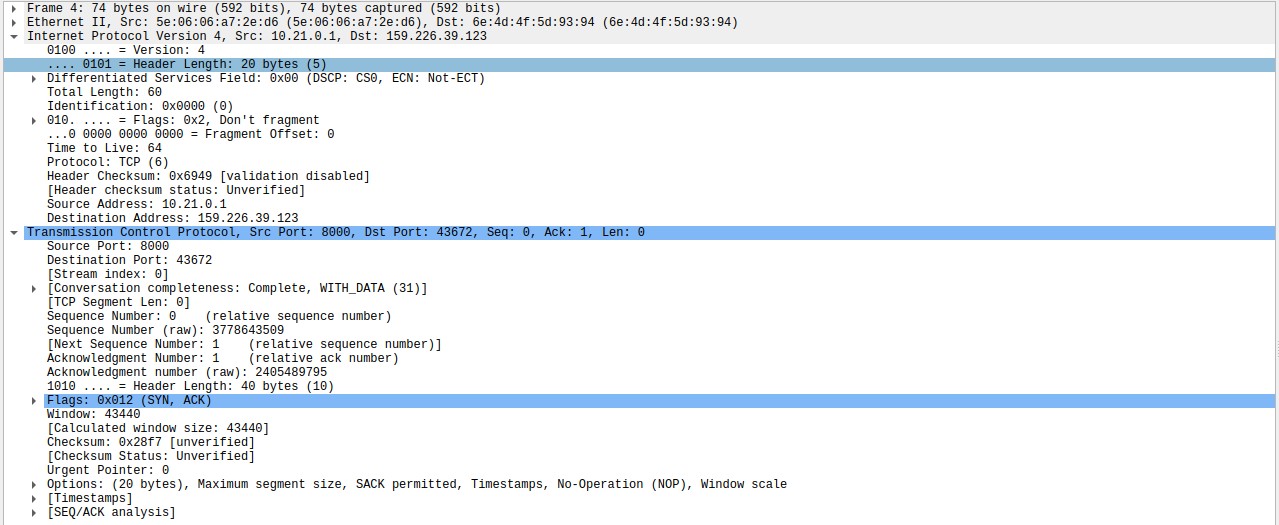 Frame 4: 74 bytes on wire (592 bits), 74 bytes captured (592 bits)
Ethernet II, Src: 5e:06:06:a7:2e:d6 (5e:06:06:a7:2e:d6), Dst: 6e:4d:4f:5d:93:94 (6e:4d:4f:5d:93:94)
Internet Protocol Version 4, Src: 10.21.0.1, Dst: 159.226.39.123
0100 .... = Version: 4
.... 0101 = Header Length: 20 bytes (5)
Differentiated Services Field: 0x00 (DSCP: CS0, ECN: Not-ECT)
Total Length: 60
Identification: 0x0000 (0)
010. .... = Flags: 0x2, Don't fragment
...0 0000 0000 0000 = Fragment Offset: 0
Time to Live: 64
Protocol: TCP (6)
Header Checksum: 0x6949 [validation disabled]
[Header checksum status: Unverified]
Source Address: 10.21.0.1
Destination Address: 159.226.39.123
Transmission Control Protocol, Src Port: 8000, Dst Port: 43672, Seq: 0, Ack: 1, Len: 0
Source Port: 8000
Destination Port: 43672
[Stream index: 0]
[Conversation completeness: Complete, WITH_DATA (31)]
[TCP Segment Len: 0]
Sequence Number: 0    (relative sequence number)
Sequence Number (raw): 3778643509
[Next Sequence Number: 1    (relative sequence number)]
Acknowledgment Number: 1    (relative ack number)
Acknowledgment number (raw): 2405489795
1010 .... = Header Length: 40 bytes (10)
Flags: 0x012 (SYN, ACK)
Window: 43440
[Calculated window size: 43440]
Checksum: 0x28f7 [unverified]
[Checksum Status: Unverified]
Urgent Pointer: 0
Options: (20 bytes), Maximum segment size, SACK permitted, Timestamps, No-Operation (NOP), Window scale
[Timestamps]
[SEQ/ACK analysis]